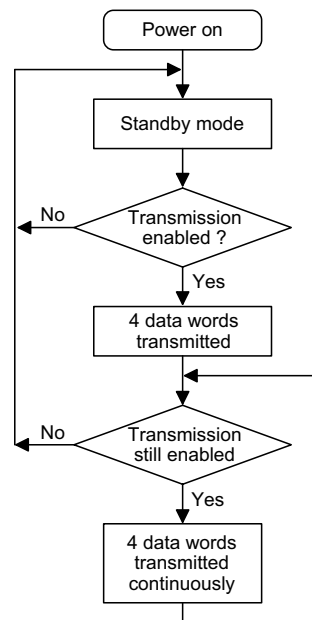 Power on
Standby mode
Transmission
enabled ?
No
Yes
4 data words
transmitted
Transmission
still enabled
No
Yes
4 data words
transmitted
continuously